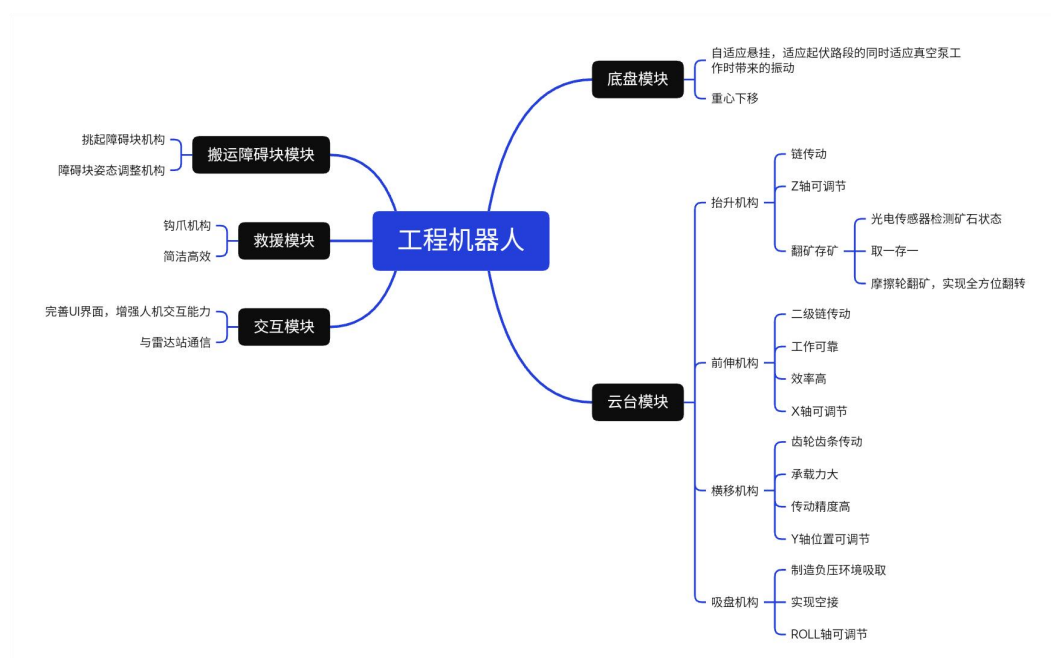 工程机器人
底盘模块
自适应悬挂，适应起伏路段的同时适应真空泵工
作时带来的振动
重心下移
云台模块
抬升机构
链传动
Z轴可调节
翻矿存矿
光电传感器检测矿石状态
取一存一
摩擦轮翻矿，实现全方位翻转
前伸机构
二级链传动
工作可靠
效率高
X轴可调节
横移机构
齿轮齿条传动
承载力大
传动精度高
Y轴位置可调节
吸盘机构
制造负压环境吸取
实现空接
ROLL轴可调节
搬运障碍块模块
挑起障碍块机构
障碍块姿态调整机构
救援模块
钩爪机构
简洁高效
交互模块
完善UI界面，增强人机交互能力
与雷达站通信